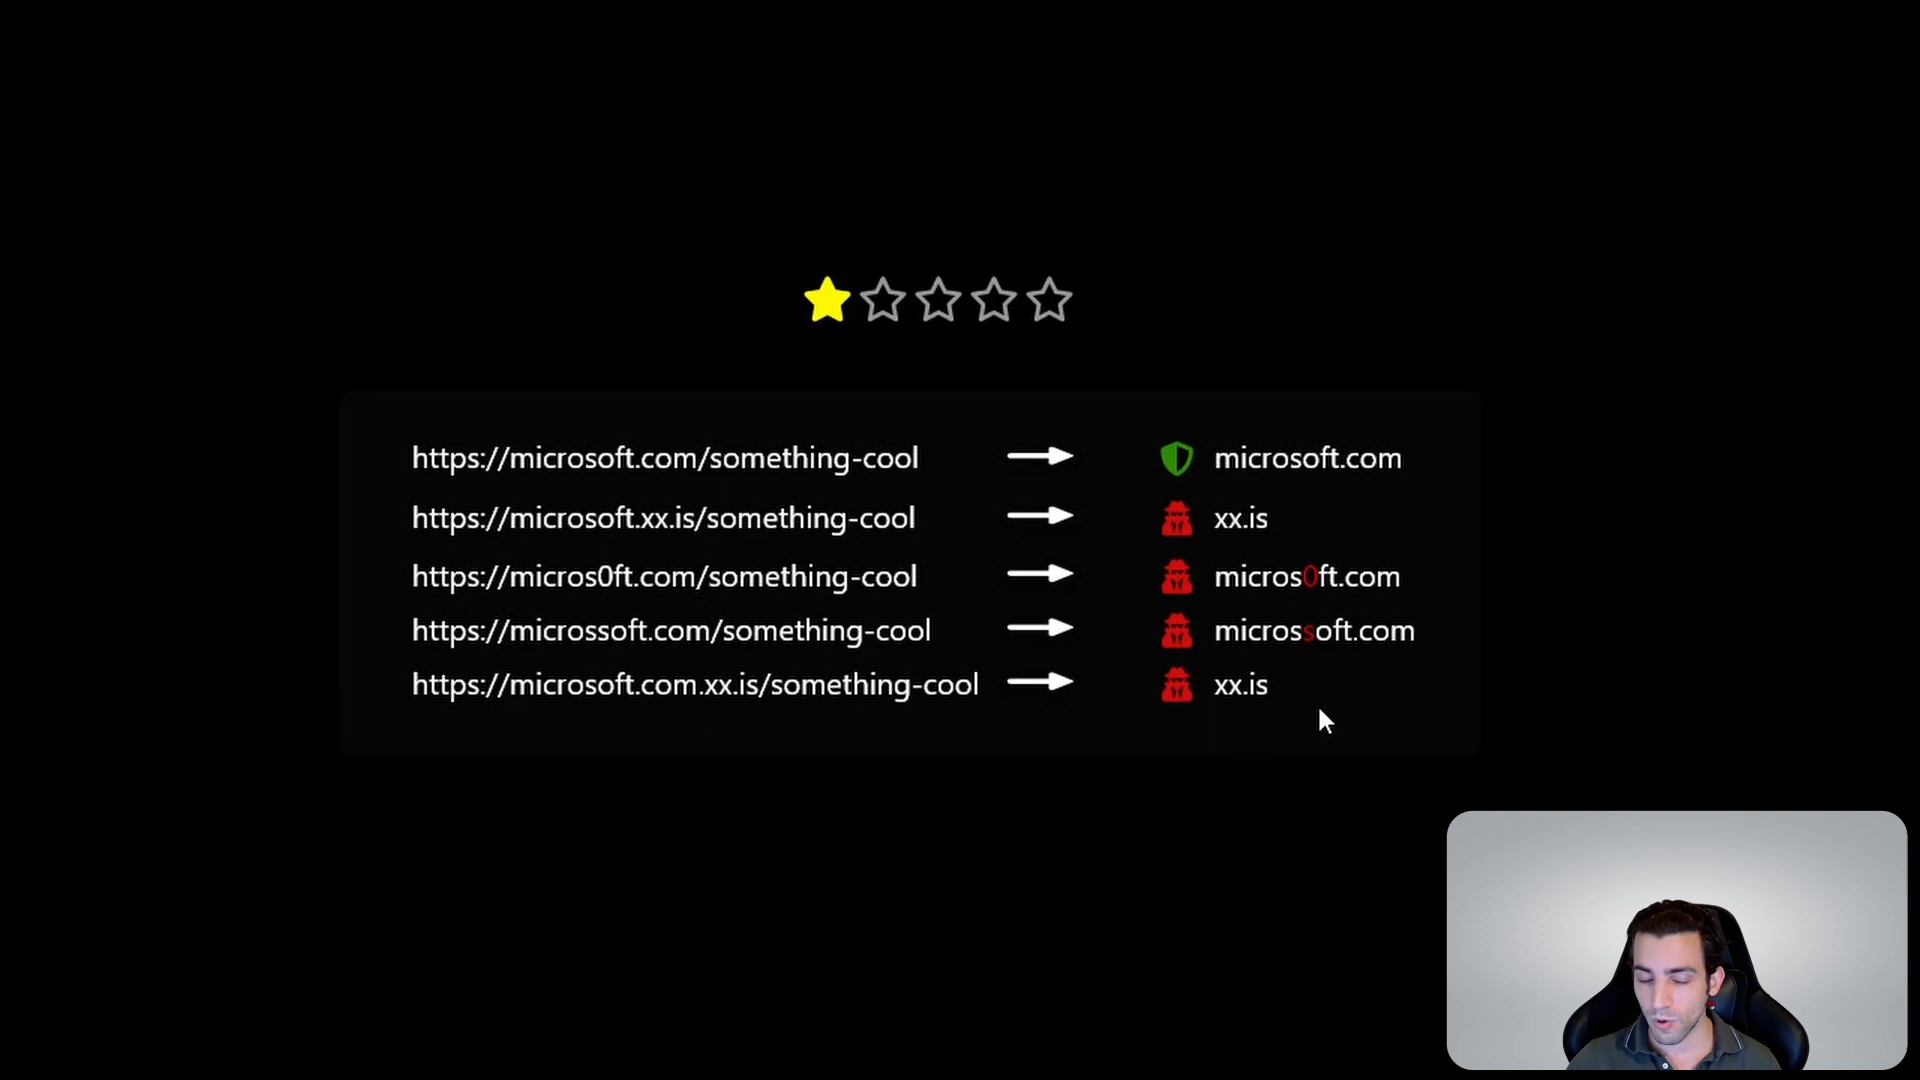 https://microsoft.com/something-cool microsoft.com
https://microsoft.xx.is/something-cool xx.is
https://micros0ft.com/something-cool micros0ft.com
https://microssoft.com/something-cool microssoft.com
https://microsoft.com.xx.is/something-cool xx.is